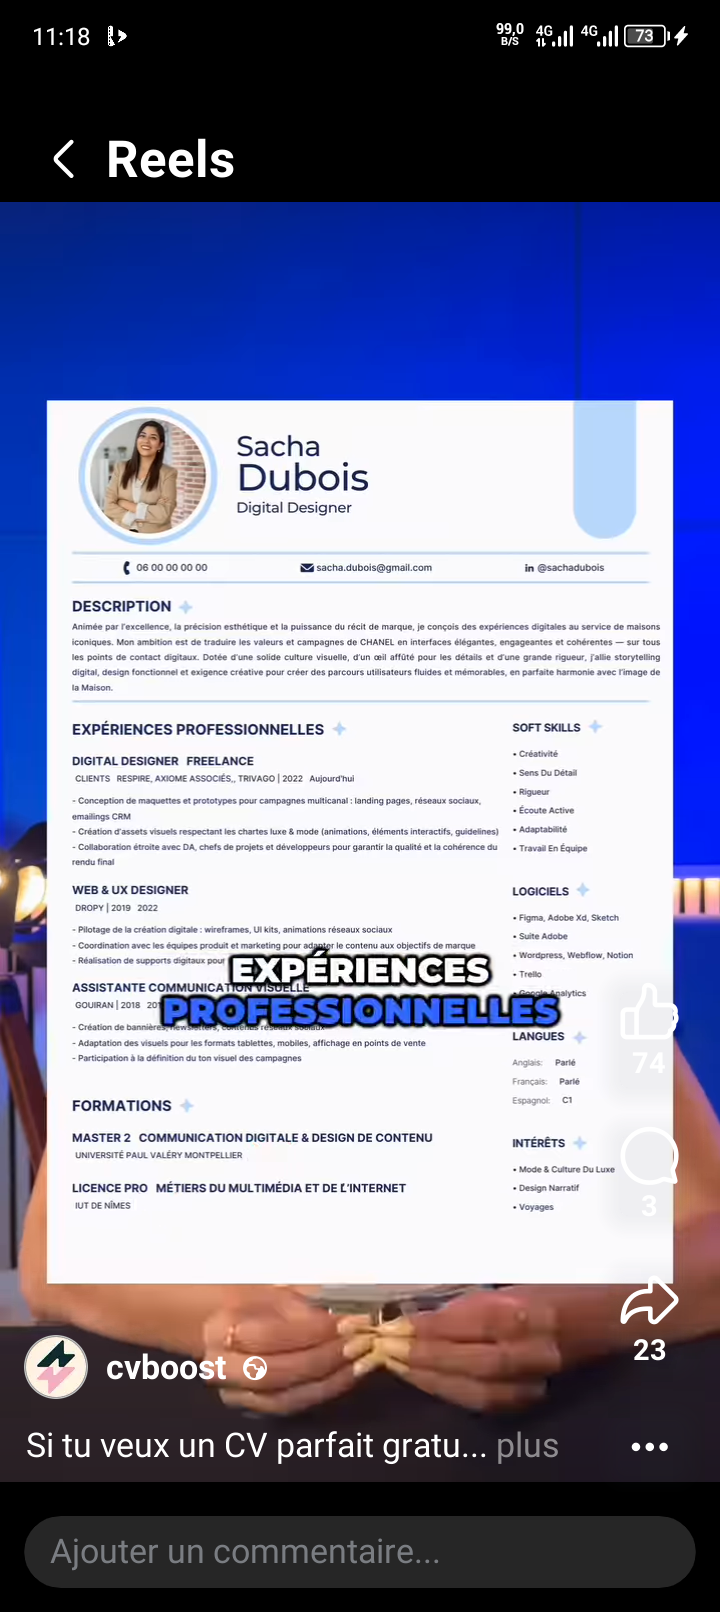 11:18
99,0
B/S
4G
4G
73
Reels
Sacha
Dubois
Digital Designer
06 00 00 00 00
sacha.dubois@gmail.com
in @sachadubois
DESCRIPTION
Animée par l'excellence, la précision esthétique et la puissance du récit de marque, je conçois des expériences digitales au service de maisons
iconiques. Mon ambition est de traduire les valeurs et campagnes de CHANEL en interfaces élégantes, engageantes et cohérentes — sur tous
les points de contact digitaux. Dotée d'une solide culture visuelle, d'un œil affûté pour les détails et d'une grande rigueur, j'allie storytelling
digital, design fonctionnel et exigence créative pour créer des parcours utilisateurs fluides et mémorables, en parfaite harmonie avec l'image de
la Maison.
EXPÉRIENCES PROFESSIONNELLES
DIGITAL DESIGNER FREELANCE
CLIENTS RESPIRE, AXIOME ASSOCIÉS,, TRIVAGO | 2022 Aujourd'hui
- Conception de maquettes et prototypes pour campagnes multicanal : landing pages, réseaux sociaux,
emailings CRM
- Création d'assets visuels respectant les chartes luxe & mode (animations, éléments interactifs, guidelines)
- Collaboration étroite avec DA, chefs de projets et développeurs pour garantir la qualité et la cohérence du
rendu final
WEB & UX DESIGNER
DROPY | 2019 2022
- Pilotage de la création digitale : wireframes, UI kits, animations réseaux sociaux
- Coordination avec les équipes produit et marketing pour adapter le contenu aux objectifs de marque
- Réalisation de supports digitaux pour
EXPÉRIENCES
PROFESSIONNELLES
ASSISTANTE COMMUNICATION VISUELLE
GOUIRAN | 2018
- Création de bannières, newsletters, contenus réseaux sociaux
- Adaptation des visuels pour les formats tablettes, mobiles, affichage en points de vente
- Participation à la définition du ton visuel des campagnes
FORMATIONS
MASTER 2 COMMUNICATION DIGITALE & DESIGN DE CONTENU
UNIVERSITÉ PAUL VALÉRY MONTPELLIER
LICENCE PRO MÉTIERS DU MULTIMÉDIA ET DE L'INTERNET
IUT DE NÎMES
SOFT SKILLS
• Créativité
• Sens Du Détail
• Rigueur
• Écoute Active
• Adaptabilité
• Travail En Équipe
LOGICIELS
• Figma, Adobe Xd, Sketch
• Suite Adobe
• Wordpress, Webflow, Notion
• Trello
• Google Analytics
LANGUES
Anglais: Parlé
Français: Parlé
Espagnol: C1
INTÉRÊTS
• Mode & Culture Du Luxe
• Design Narratif
• Voyages
74
3
23
cvboost
Si tu veux un CV parfait gratu... plus
Ajouter un commentaire...